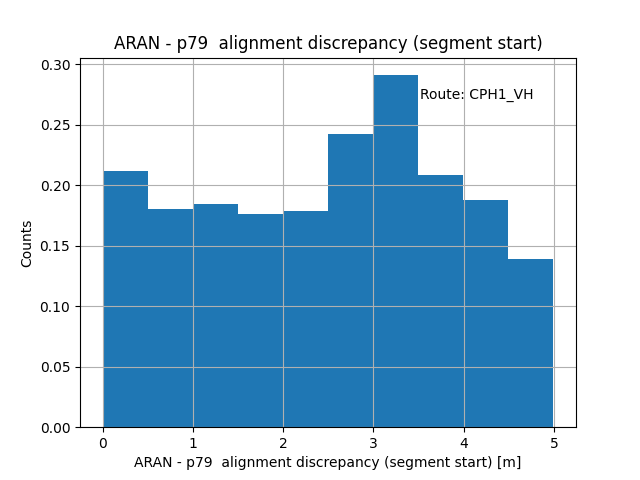 ARAN - p79  alignment discrepancy (segment start)
0.30
Route: CPH1_VH
0.25
0.20
0.15
0.10
0.05
0.00
Counts
0 1 2 3 4 5
ARAN - p79  alignment discrepancy (segment start) [m]